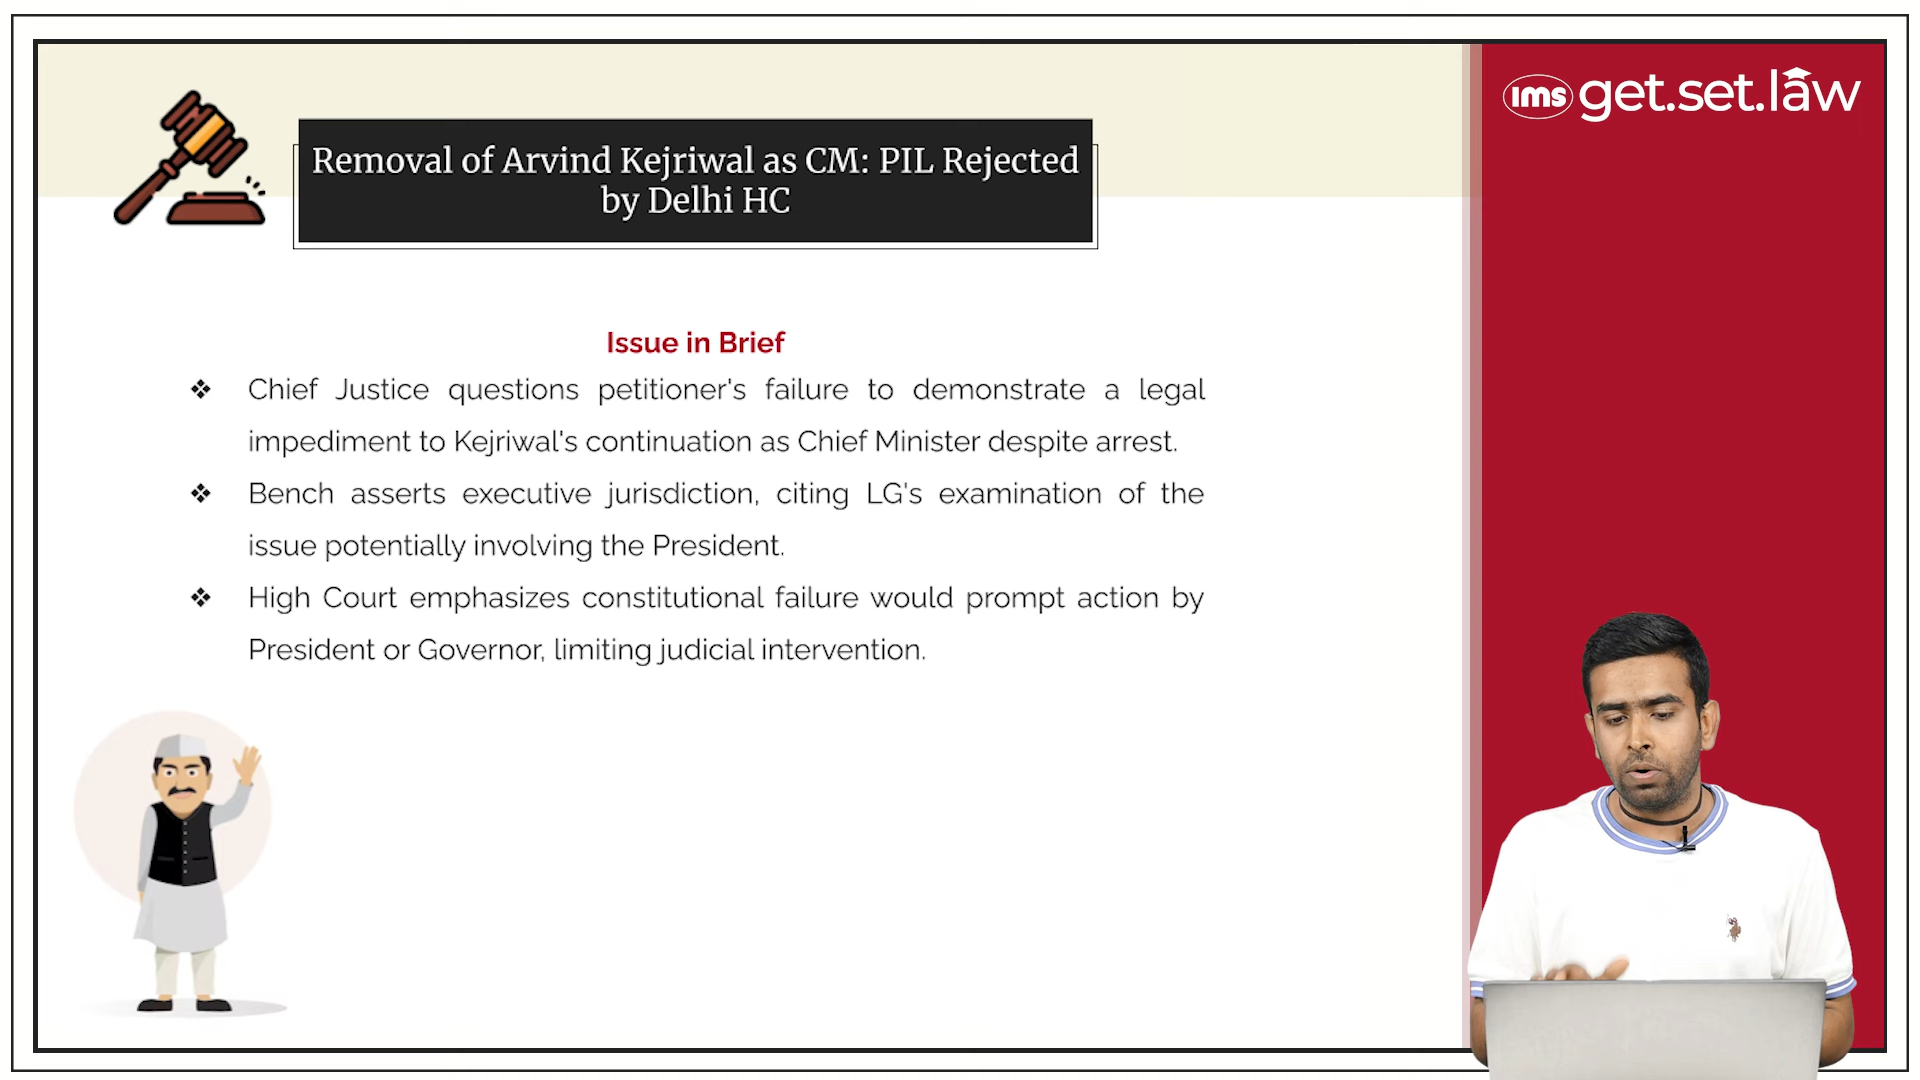 ims get.set.law
Removal of Arvind Kejriwal as CM: PIL Rejected
by Delhi HC
Issue in Brief
❖ Chief Justice questions petitioner's failure to demonstrate a legal
impediment to Kejriwal's continuation as Chief Minister despite arrest.
❖ Bench asserts executive jurisdiction, citing LG's examination of the
issue potentially involving the President.
❖ High Court emphasizes constitutional failure would prompt action by
President or Governor, limiting judicial intervention.